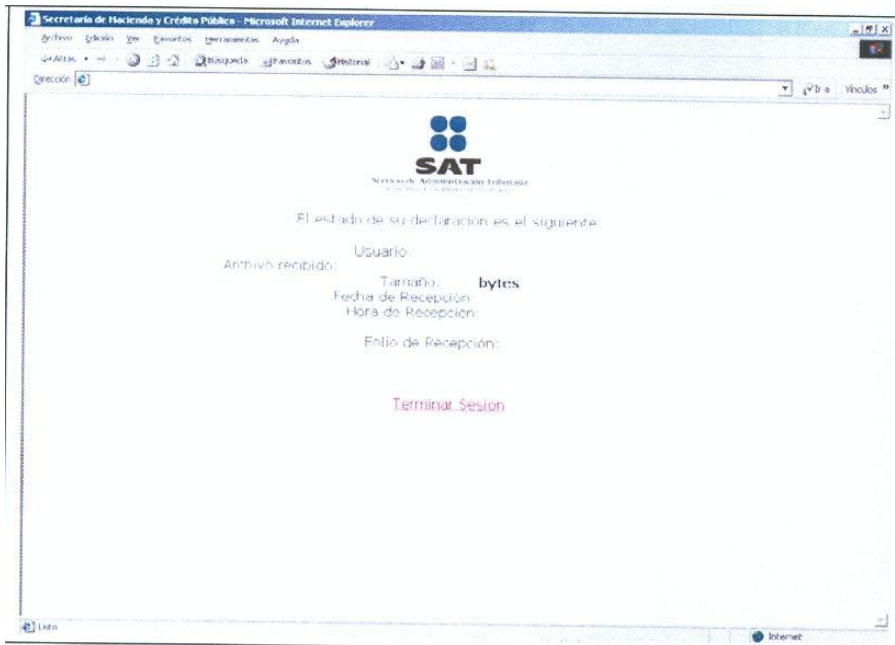 Secretaría de Hacienda y Crédito Público - Microsoft Internet Explorer
Archivo Edición Ver Favoritos Herramientas Ayuda
Atrás Búsqueda Favoritos Historial
Dirección Ir a Vínculos »
SAT
Servicio de Administración Tributaria
El estado de su declaración es el siguiente:
Usuario:
Archivo recibido:
Tamaño: bytes
Fecha de Recepción:
Hora de Recepción:
Folio de Recepción:
Terminar Sesión
Listo Internet